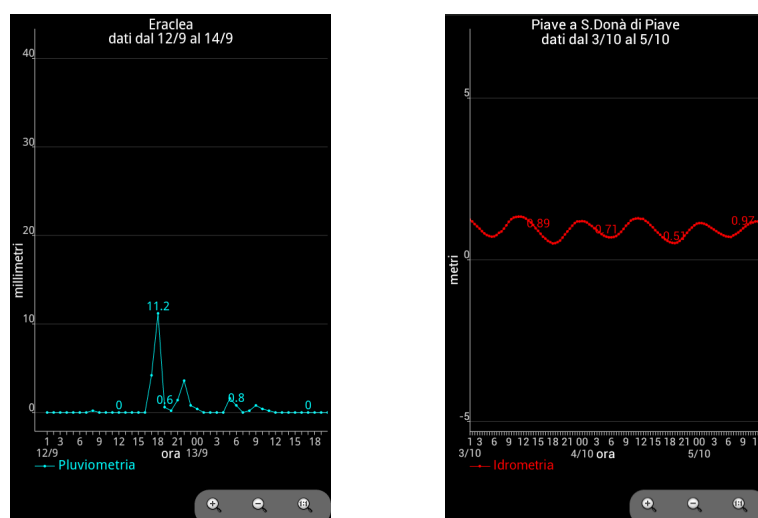 Eraclea
dati dal 12/9 al 14/9
40
30
20
10
0
millimetri
11.2
0
0.6
0.8
0
1 3 6 9 12 15 18 21 00 3 6 9 12 15 18
12/9 ora 13/9
Pluviometria
Piave a S.Donà di Piave
dati dal 3/10 al 5/10
5
0
-5
metri
0.89
0.71
0.51
0.97
1 3 6 9 12 15 18 21 00 3 6 9 12 15 18 21 00 3 6 9 1
3/10 4/10 ora 5/10
Idrometria